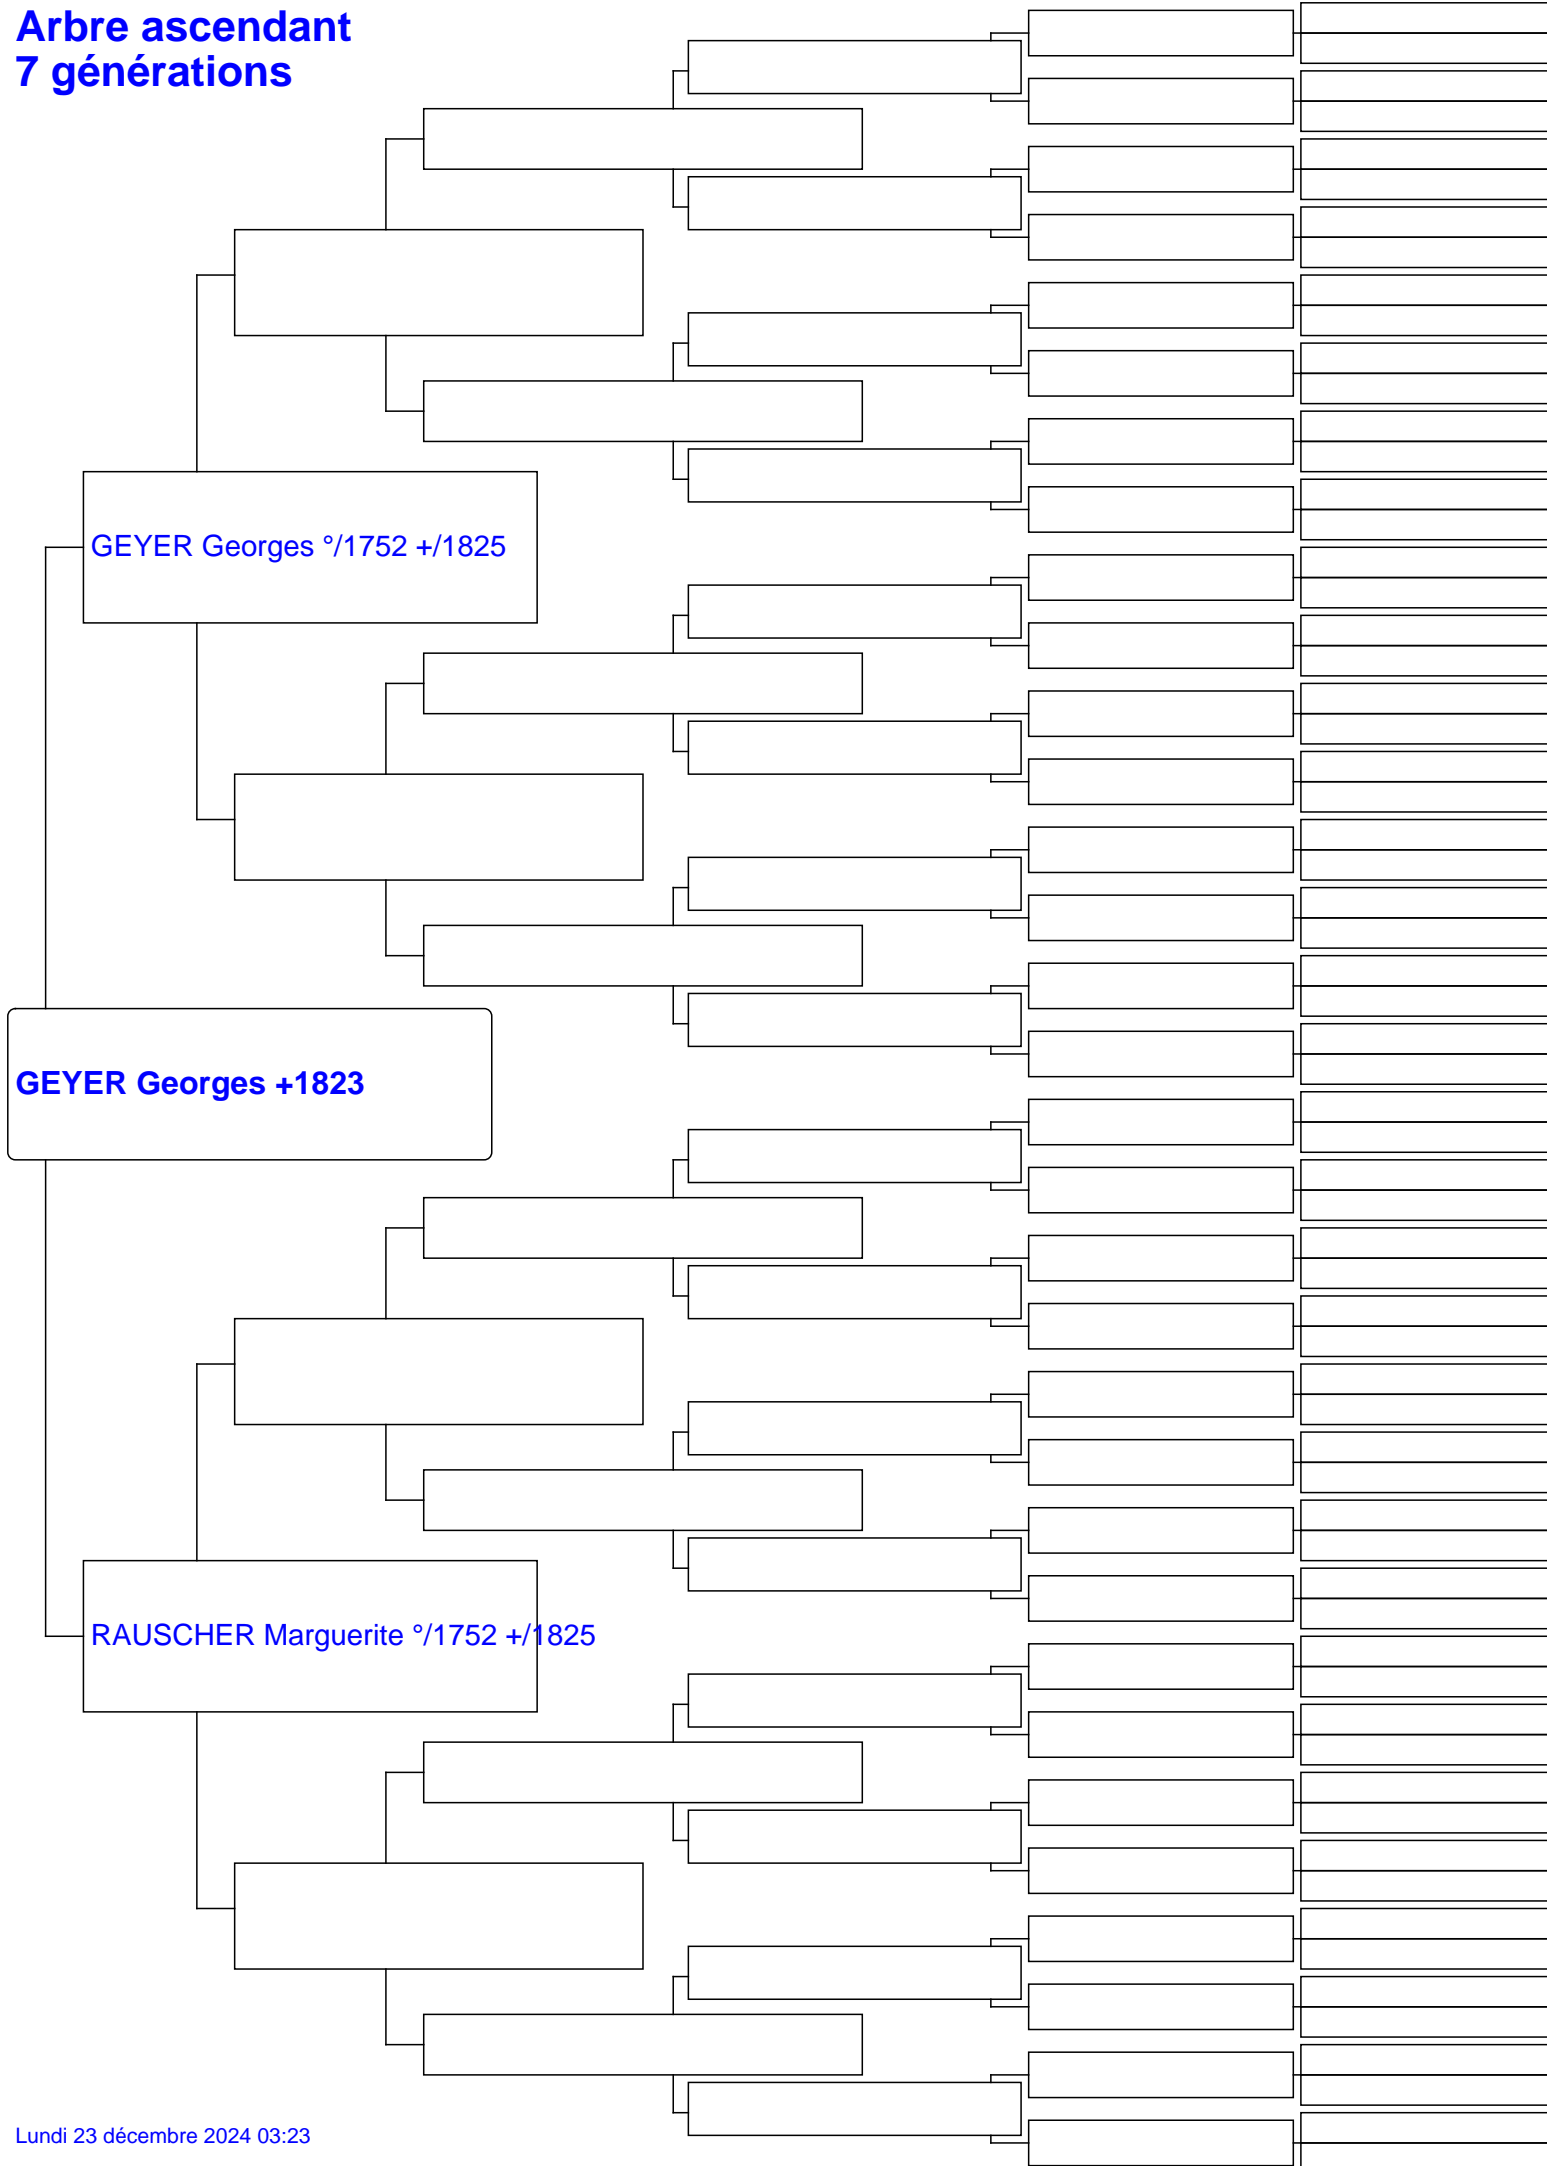 Arbre ascendant
7 générations
GEYER Georges °/1752 +/1825
GEYER Georges +1823
RAUSCHER Marguerite °/1752 +/1825
Lundi 23 décembre 2024 03:23